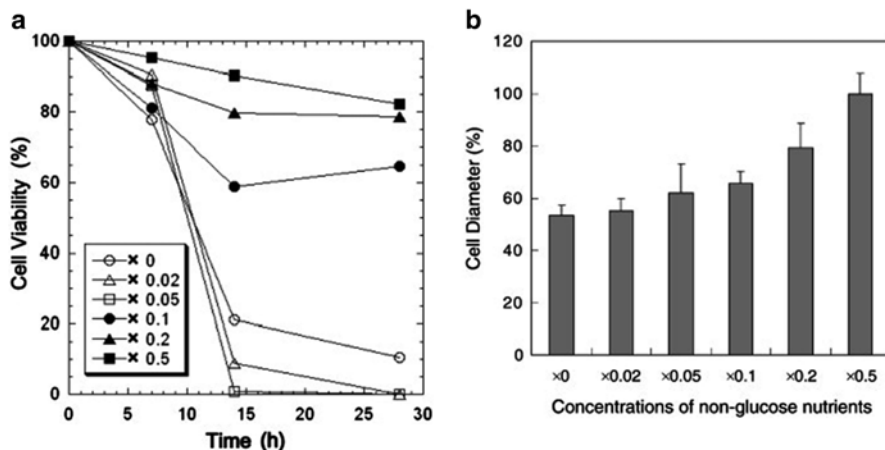 a
Cell Viability (%)
100
80
60
40
20
0
× 0
× 0.02
× 0.05
× 0.1
× 0.2
× 0.5
0 5 10 15 20 25 30
Time (h)
b
Cell Diameter (%)
120
100
80
60
40
20
0
×0 ×0.02 ×0.05 ×0.1 ×0.2 ×0.5
Concentrations of non-glucose nutrients